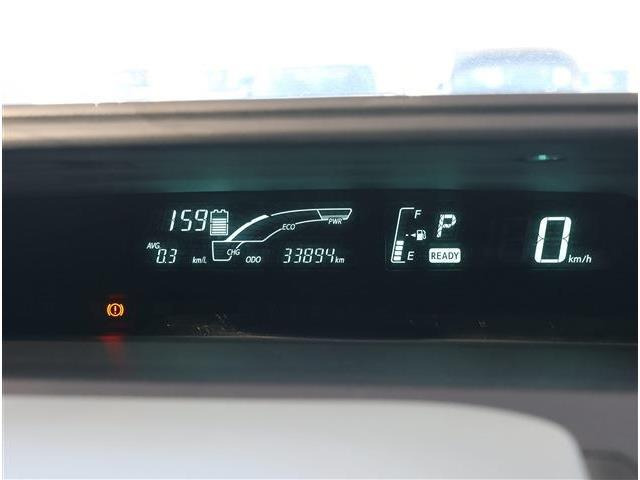 159
ECO PWR
CHG
AVG 0.3 km/L
ODO 33894 km
F
E
P
READY
0 km/h